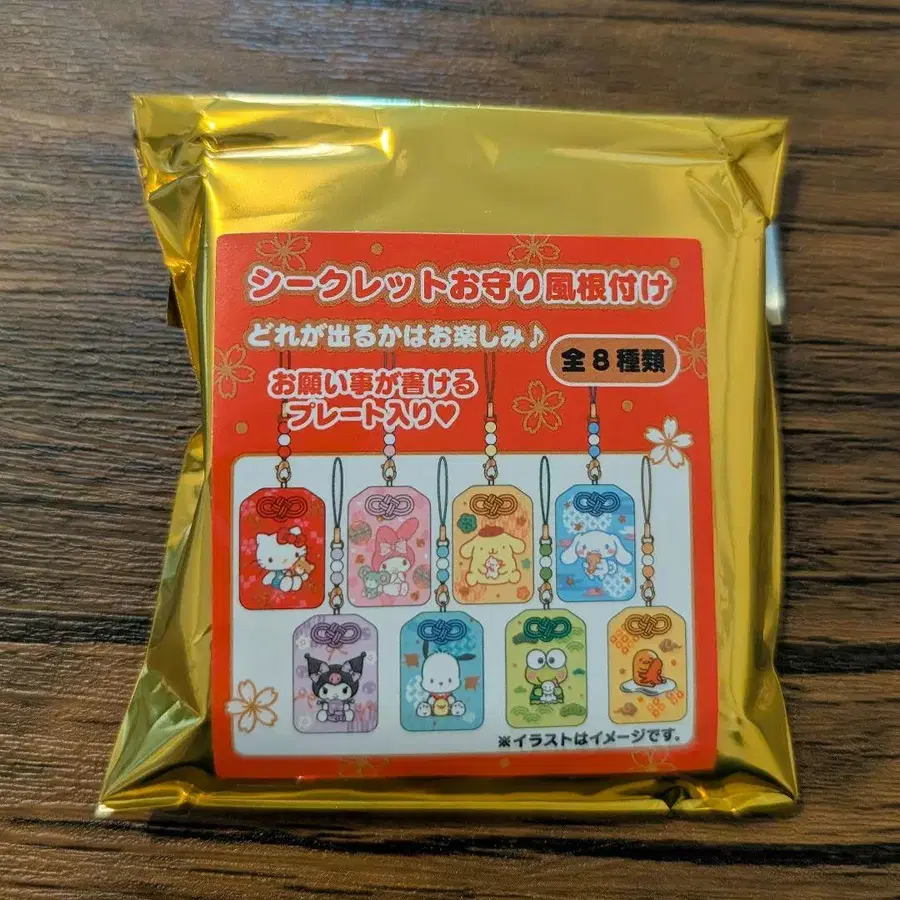 シークレットお守り風根付け
どれが出るかはお楽しみ♪
全8種類
お願い事が書ける
プレート入り♥
※イラストはイメージです。